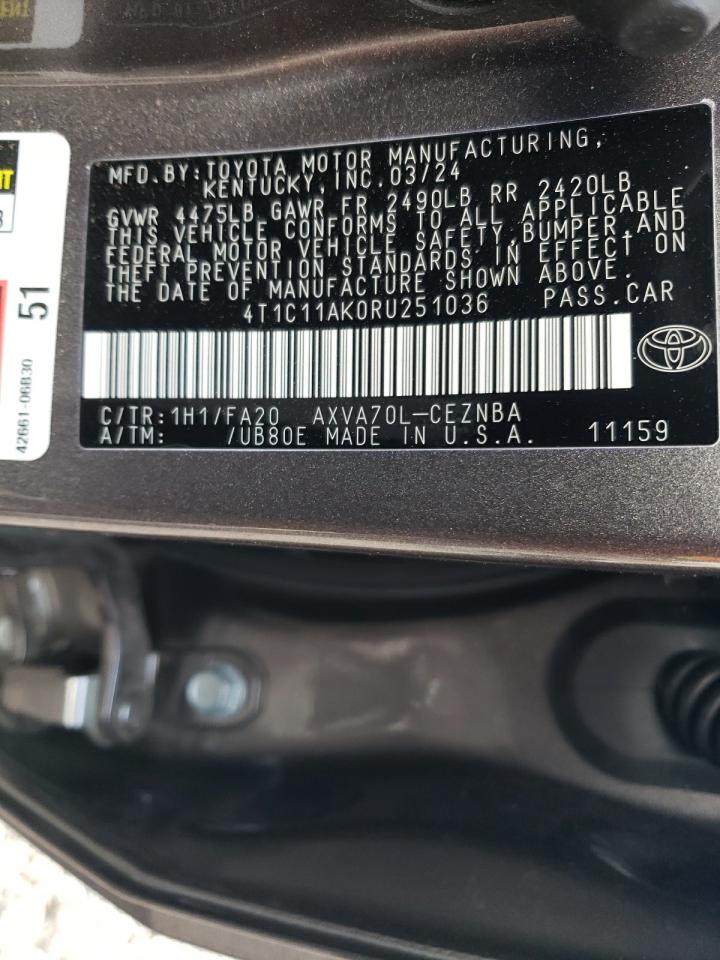 MFD.BY:TOYOTA MOTOR MANUFACTURING,
KENTUCKY,INC.03/24
GVWR 4475LB GAWR FR 2490LB RR 2420LB
THIS VEHICLE CONFORMS TO ALL APPLICABLE
FEDERAL MOTOR VEHICLE SAFETY,BUMPER,AND
THEFT PREVENTION STANDARDS IN EFFECT ON
THE DATE OF MANUFACTURE SHOWN ABOVE.
4T1C11AK0RU251036 PASS.CAR
C/TR:1H1/FA20 AXVA70L-CEZNBA
A/TM: /UB80E MADE IN U.S.A. 11159
51
42661-06B30